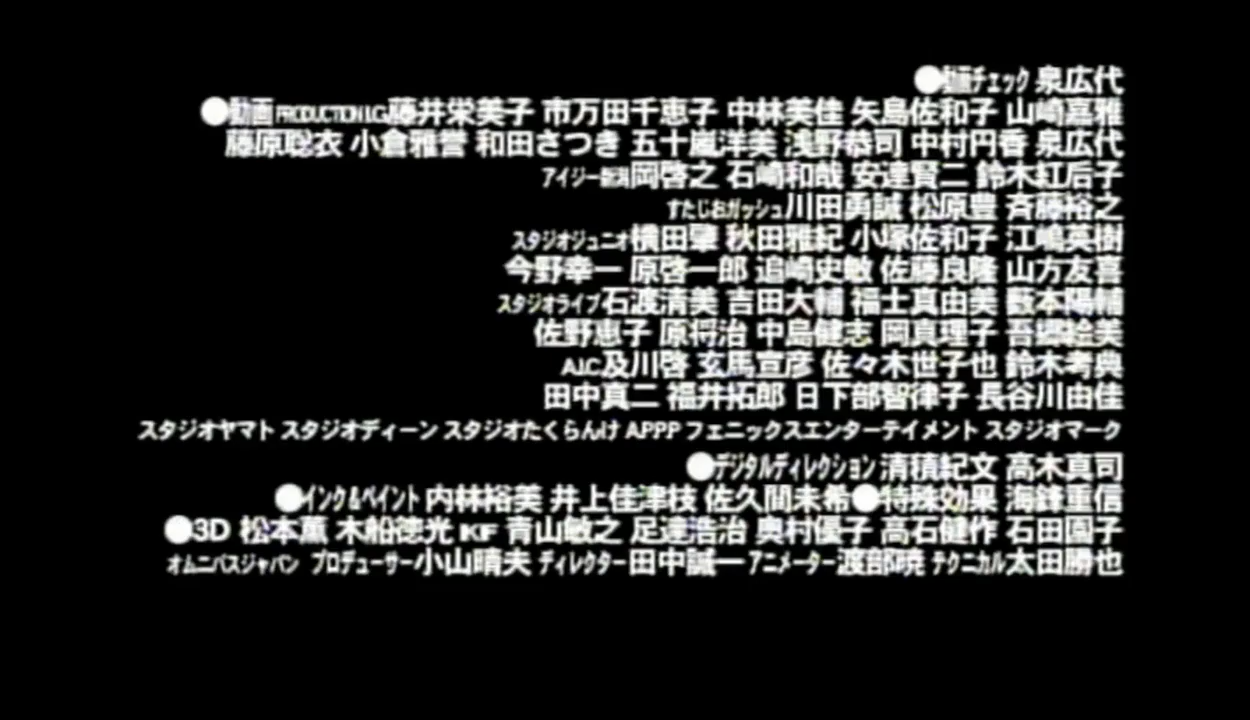 ●動画チェック 泉広代
●動画 PRODUCTION I.G 藤井栄美子 市万田千恵子 中林美佳 矢島佐和子 山崎嘉雅
藤原聡衣 小倉雅誉 和田さつき 五十嵐洋美 浅野恭司 中村円香 泉広代
アイジー新潟 岡啓之 石崎和哉 安達賢二 鈴木紅后子
すたじおガッシュ 川田勇誠 松原豊 斉藤裕之
スタジオジュニオ 横田肇 秋田雅紀 小塚佐和子 江嶋英樹
今野幸一 原啓一郎 追崎史敏 佐藤良隆 山方友喜
スタジオライブ 石渡清美 吉田大輔 福士真由美 藪本陽輔
佐野恵子 原将治 中島健志 岡真理子 吾郷絵美
A.I.C 及川啓 玄馬宣彦 佐々木世子也 鈴木考典
田中真二 福井拓郎 日下部智律子 長谷川由佳
スタジオヤマト スタジオディーン スタジオたくらんけ APPP フェニックスエンターテイメント スタジオマーク
●デジタルディレクション 清積紀文 高木真司
●インク&ペイント 内林裕美 井上佳津枝 佐久間未希 ●特殊効果 海鋒重信
●3D 松本薫 木船徳光 IKIF 青山敏之 足達浩治 奥村優子 高石健作 石田園子
オムニバスジャパン プロデューサー 小山晴夫 ディレクター 田中誠一 アニメーター 渡部暁 テクニカル 太田勝也